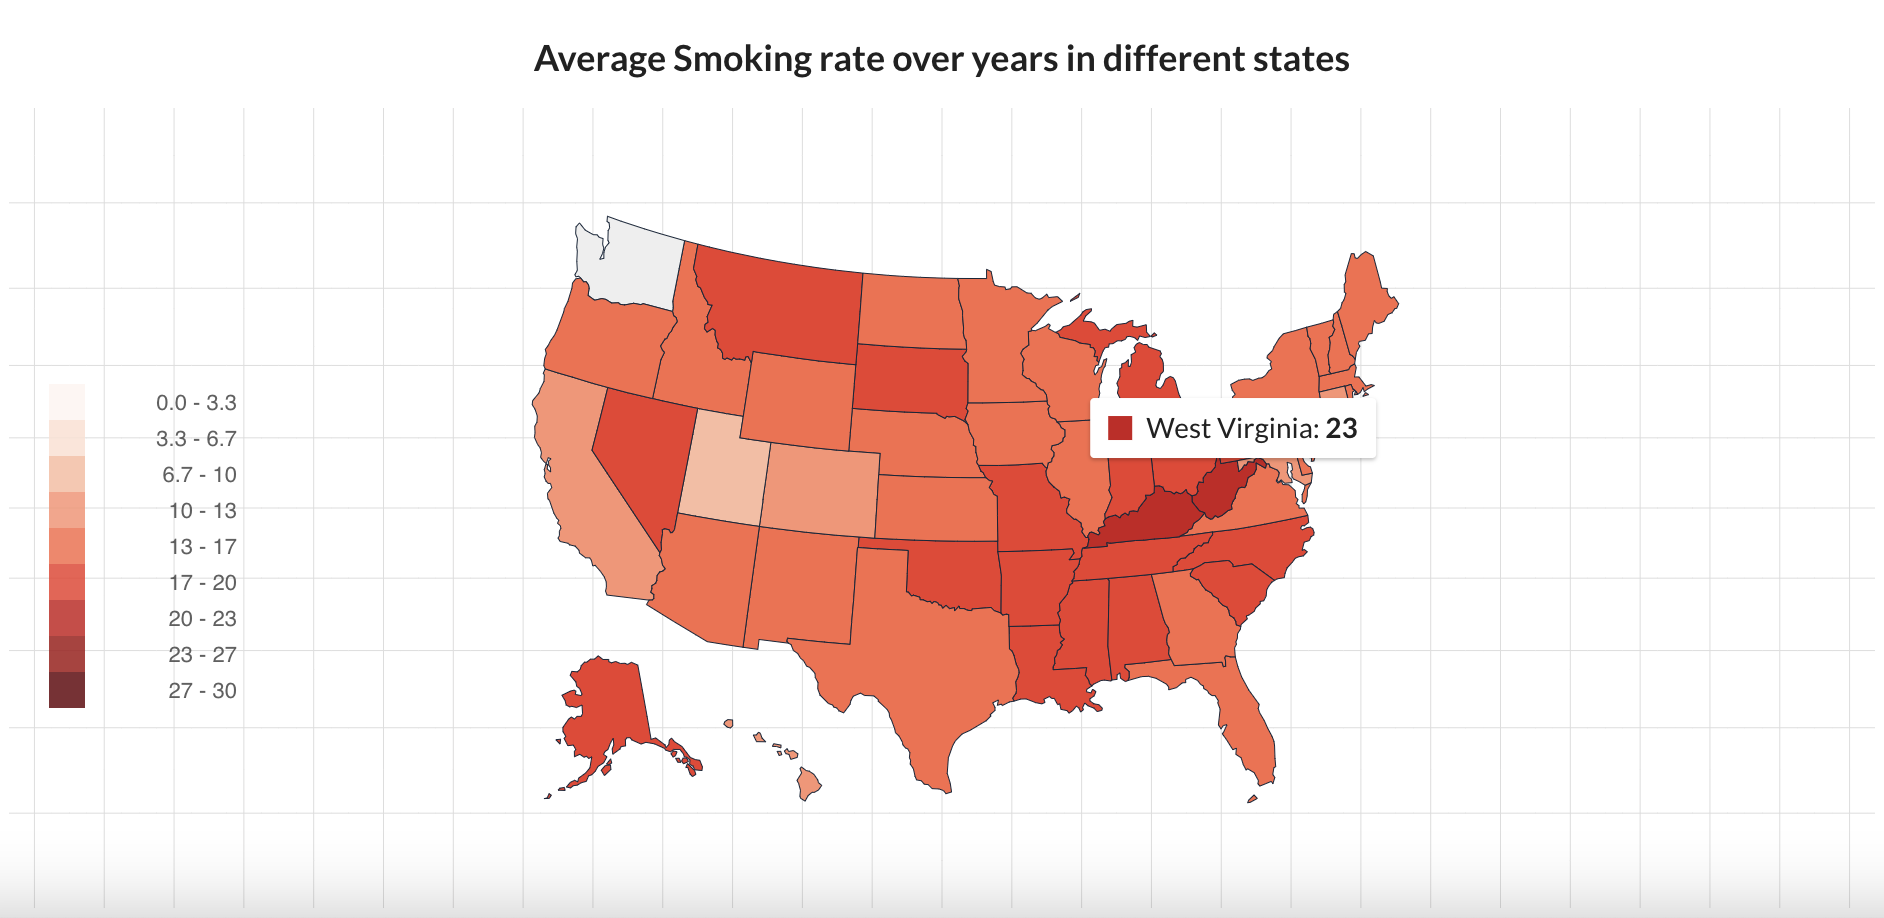 Average Smoking rate over years in different states
West Virginia: 23
0.0 - 3.3
3.3 - 6.7
6.7 - 10
10 - 13
13 - 17
17 - 20
20 - 23
23 - 27
27 - 30